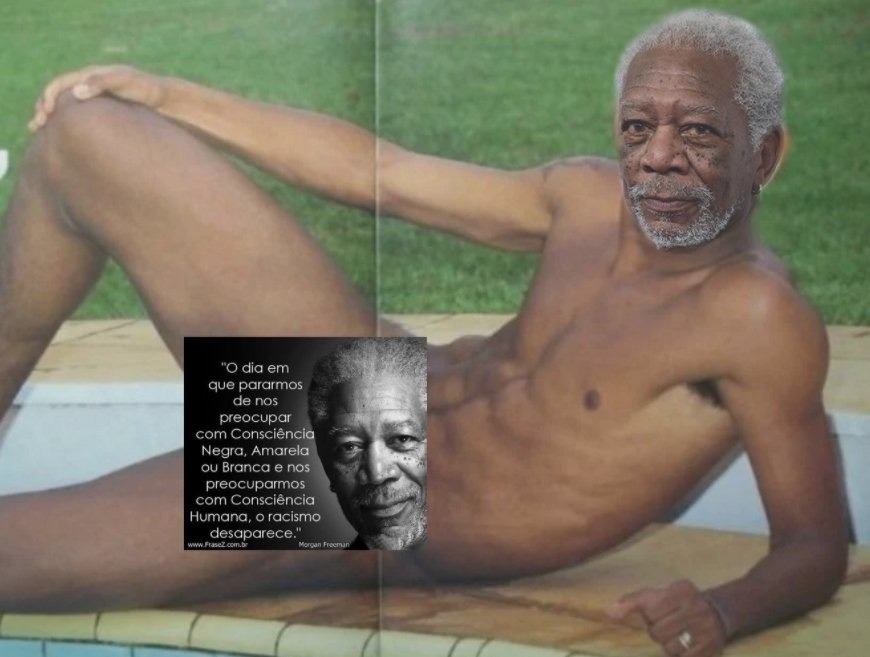 "O dia em
que pararmos
de nos
preocupar
com Consciência
Negra, Amarela
ou Branca e nos
preocuparmos
com Consciência
Humana, o racismo
desaparece."
www.FraseZ.com.br Morgan Freeman